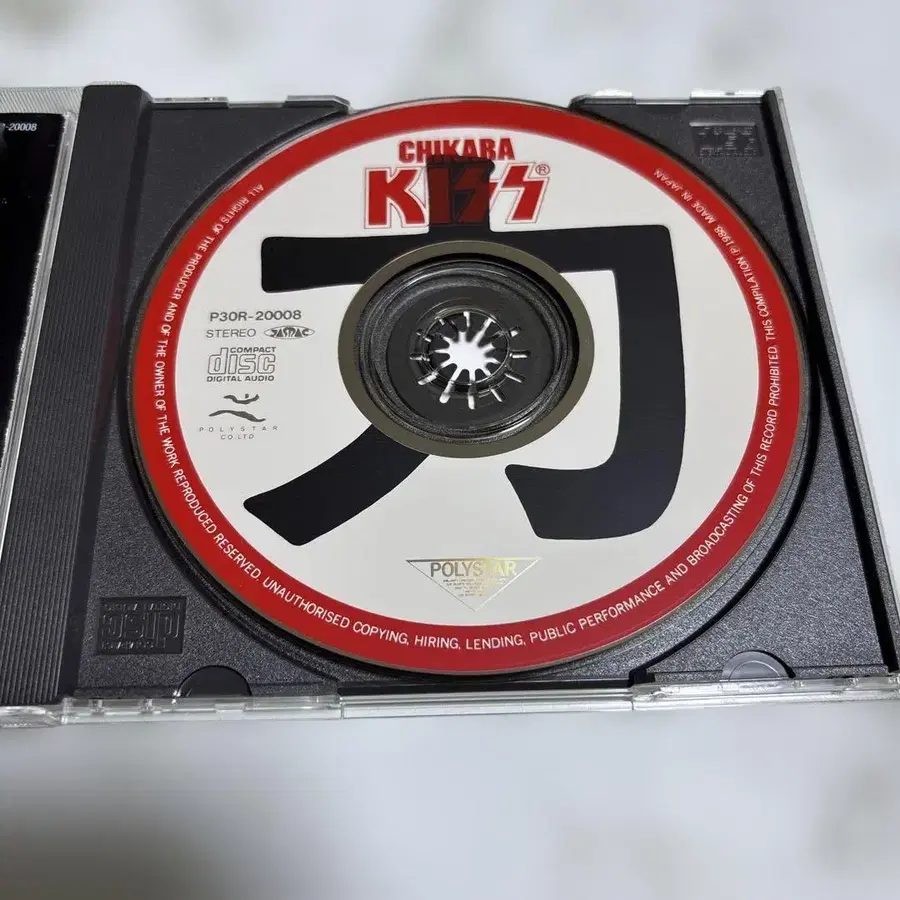 -20008
CHIKARA
KISS®
力
P30R-20008
STEREO JASRAC
COMPACT
disc
DIGITAL AUDIO
POLYSTAR
CO.LTD
POLYSTAR
ALL RIGHTS OF THE PRODUCER AND OF THE OWNER OF THE WORK REPRODUCED RESERVED. UNAUTHORISED COPYING, HIRING, LENDING, PUBLIC PERFORMANCE AND BROADCASTING OF THIS RECORD PROHIBITED. THIS COMPILATION ℗ 1988 MADE IN JAPAN